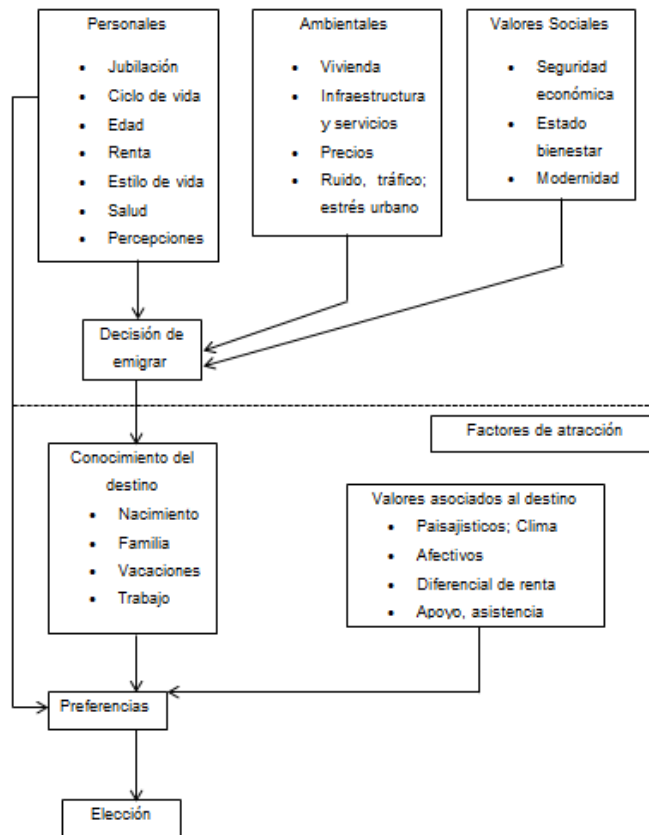 Personales
• Jubilación
• Ciclo de vida
• Edad
• Renta
• Estilo de vida
• Salud
• Percepciones
Ambientales
• Vivienda
• Infraestructura
y servicios
• Precios
• Ruido, tráfico;
estrés urbano
Valores Sociales
• Seguridad
económica
• Estado
bienestar
• Modernidad
Decisión de
emigrar
Factores de atracción
Conocimiento del
destino
• Nacimiento
• Familia
• Vacaciones
• Trabajo
Valores asociados al destino
• Paisajisticos; Clima
• Afectivos
• Diferencial de renta
• Apoyo, asistencia
Preferencias
Elección